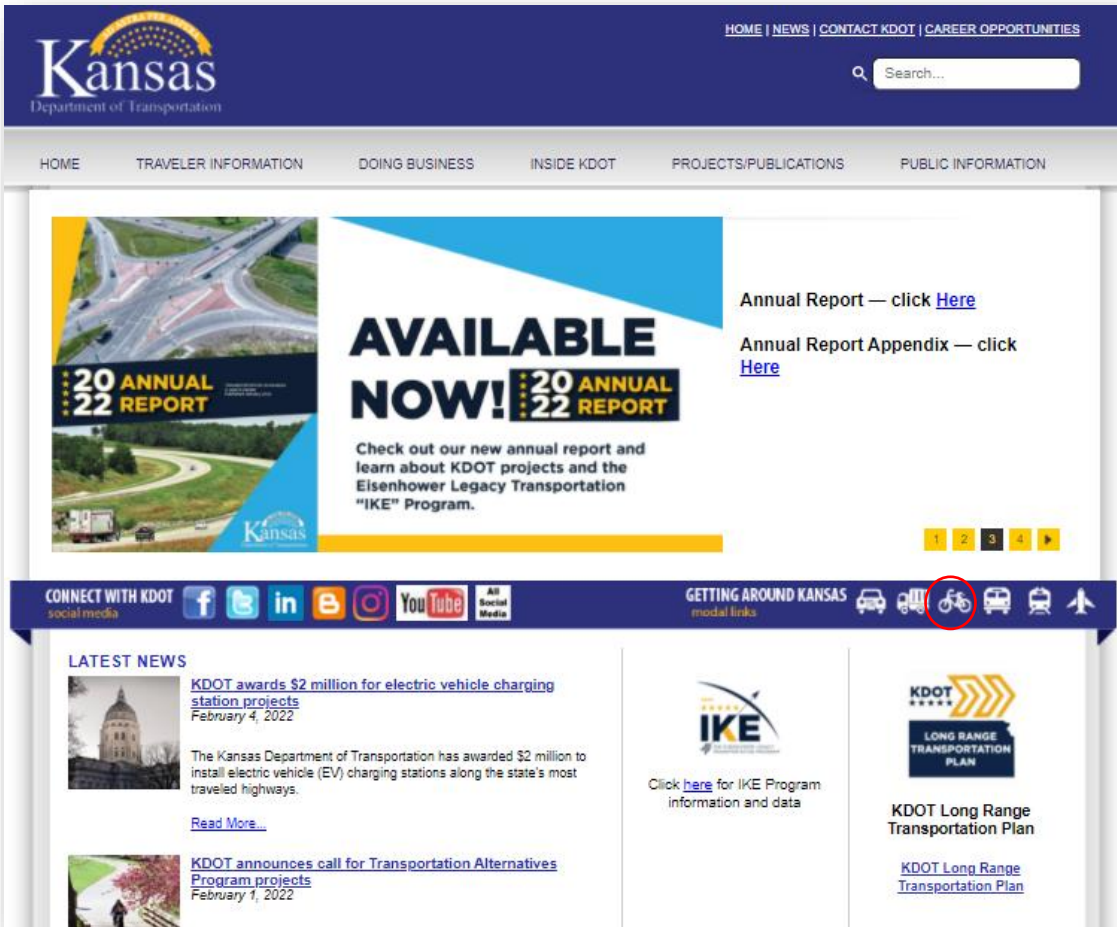 Kansas
Department of Transportation
HOME | NEWS | CONTACT KDOT | CAREER OPPORTUNITIES
Search...
HOME TRAVELER INFORMATION DOING BUSINESS INSIDE KDOT PROJECTS/PUBLICATIONS PUBLIC INFORMATION
20 ANNUAL
22 REPORT
Kansas
AVAILABLE
NOW! 20 ANNUAL
22 REPORT
Check out our new annual report and
learn about KDOT projects and the
Eisenhower Legacy Transportation
"IKE" Program.
Annual Report — click Here
Annual Report Appendix — click
Here
1 2 3 4
CONNECT WITH KDOT
social media
f in B You Tube All
Social
Media
GETTING AROUND KANSAS
modal links
LATEST NEWS
KDOT awards $2 million for electric vehicle charging
station projects
February 4, 2022
The Kansas Department of Transportation has awarded $2 million to
install electric vehicle (EV) charging stations along the state's most
traveled highways.
Read More...
KDOT announces call for Transportation Alternatives
Program projects
February 1, 2022
IKE
Click here for IKE Program
information and data
KDOT
LONG RANGE
TRANSPORTATION
PLAN
KDOT Long Range
Transportation Plan
KDOT Long Range
Transportation Plan